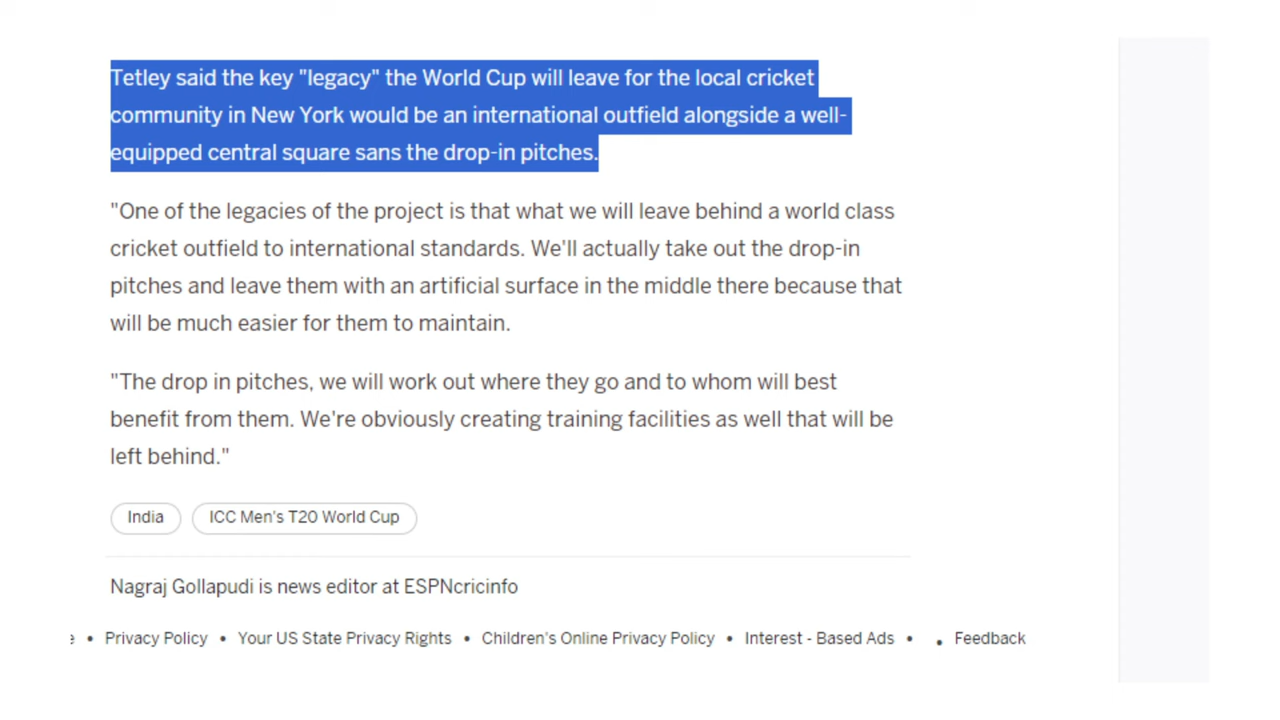 Tetley said the key "legacy" the World Cup will leave for the local cricket
community in New York would be an international outfield alongside a well-
equipped central square sans the drop-in pitches.
"One of the legacies of the project is that what we will leave behind a world class
cricket outfield to international standards. We'll actually take out the drop-in
pitches and leave them with an artificial surface in the middle there because that
will be much easier for them to maintain.
"The drop in pitches, we will work out where they go and to whom will best
benefit from them. We're obviously creating training facilities as well that will be
left behind."
India ICC Men's T20 World Cup
Nagraj Gollapudi is news editor at ESPNcricinfo
• Privacy Policy • Your US State Privacy Rights • Children's Online Privacy Policy • Interest - Based Ads • • Feedback